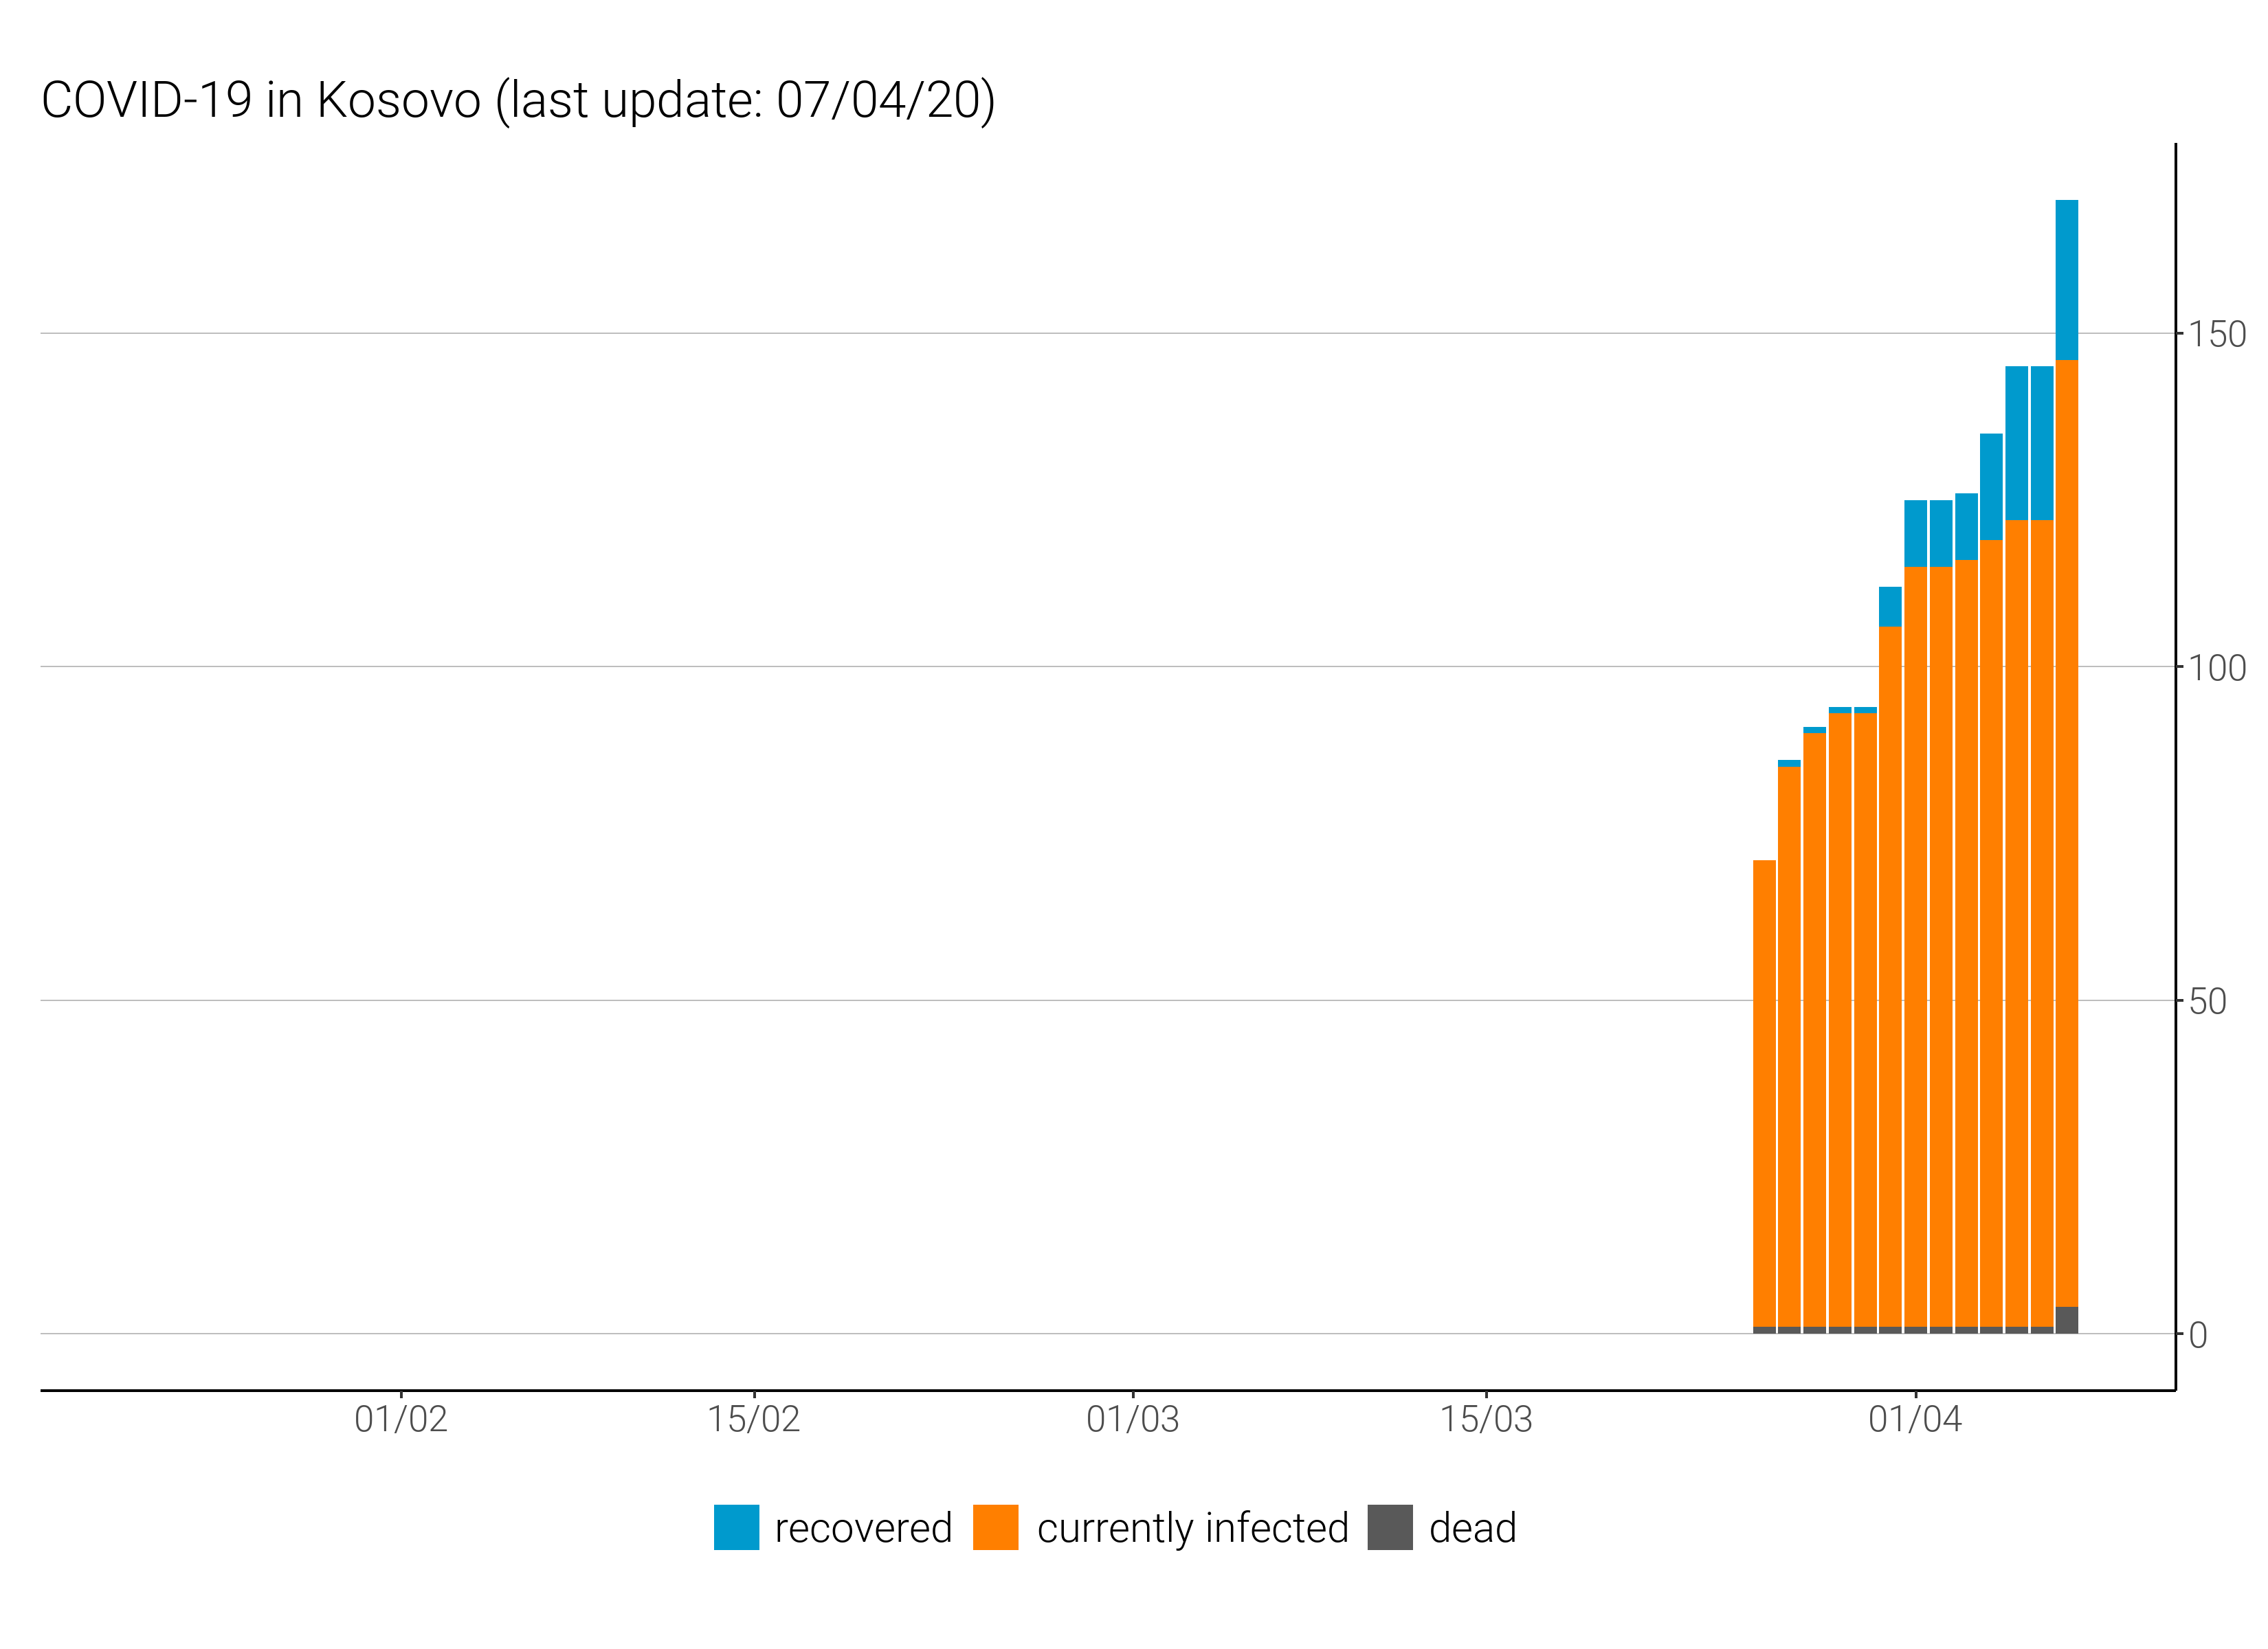 COVID-19 in Kosovo (last update: 07/04/20)
150
100
50
0
01/02 15/02 01/03 15/03 01/04
recovered currently infected dead